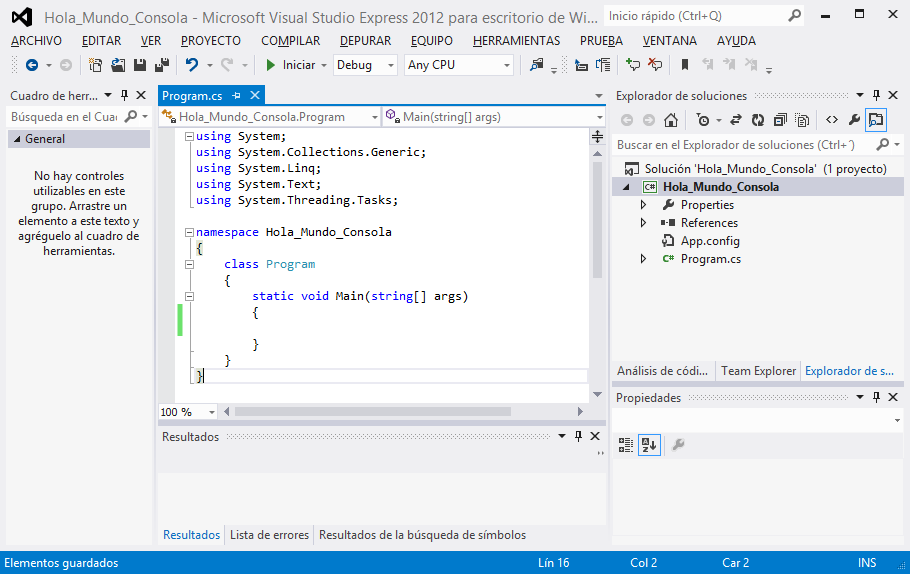 Hola_Mundo_Consola - Microsoft Visual Studio Express 2012 para escritorio de Wi...
Inicio rápido (Ctrl+Q)
ARCHIVO EDITAR VER PROYECTO COMPILAR DEPURAR EQUIPO HERRAMIENTAS PRUEBA VENTANA AYUDA
Iniciar Debug Any CPU
Cuadro de herr...
Búsqueda en el Cua
General
No hay controles
utilizables en este
grupo. Arrastre un
elemento a este texto y
agréguelo al cuadro de
herramientas.
Program.cs
Hola_Mundo_Consola.Program
Main(string[] args)
using System;
using System.Collections.Generic;
using System.Linq;
using System.Text;
using System.Threading.Tasks;
namespace Hola_Mundo_Consola
{
class Program
{
static void Main(string[] args)
{
}
}
}
100 %
Resultados
Resultados Lista de errores Resultados de la búsqueda de símbolos
Explorador de soluciones
Buscar en el Explorador de soluciones (Ctrl+´)
Solución 'Hola_Mundo_Consola' (1 proyecto)
C# Hola_Mundo_Consola
Properties
References
App.config
C# Program.cs
Análisis de códi... Team Explorer Explorador de s...
Propiedades
Elementos guardados Lín 16 Col 2 Car 2 INS